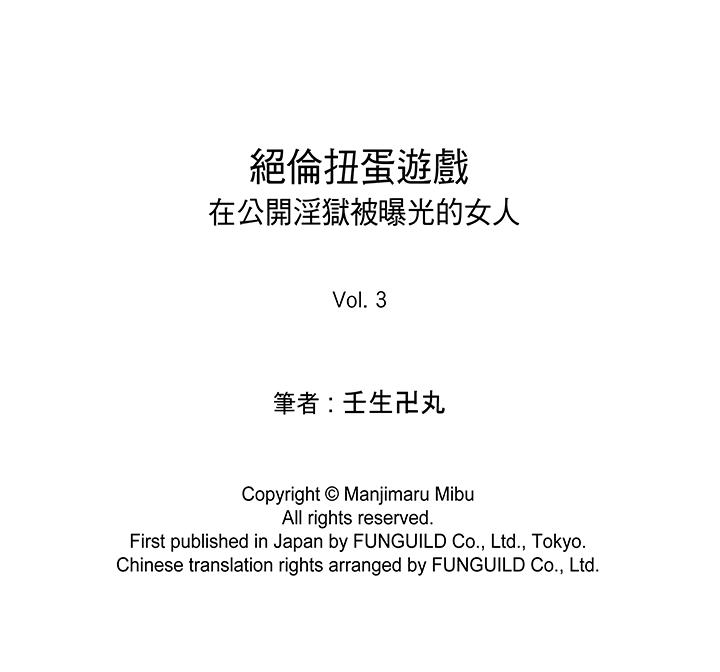 絕倫扭蛋遊戲
在公開淫獄被曝光的女人
Vol. 3
筆者：壬生卍丸
Copyright © Manjimaru Mibu
All rights reserved.
First published in Japan by FUNGUILD Co., Ltd., Tokyo.
Chinese translation rights arranged by FUNGUILD Co., Ltd.